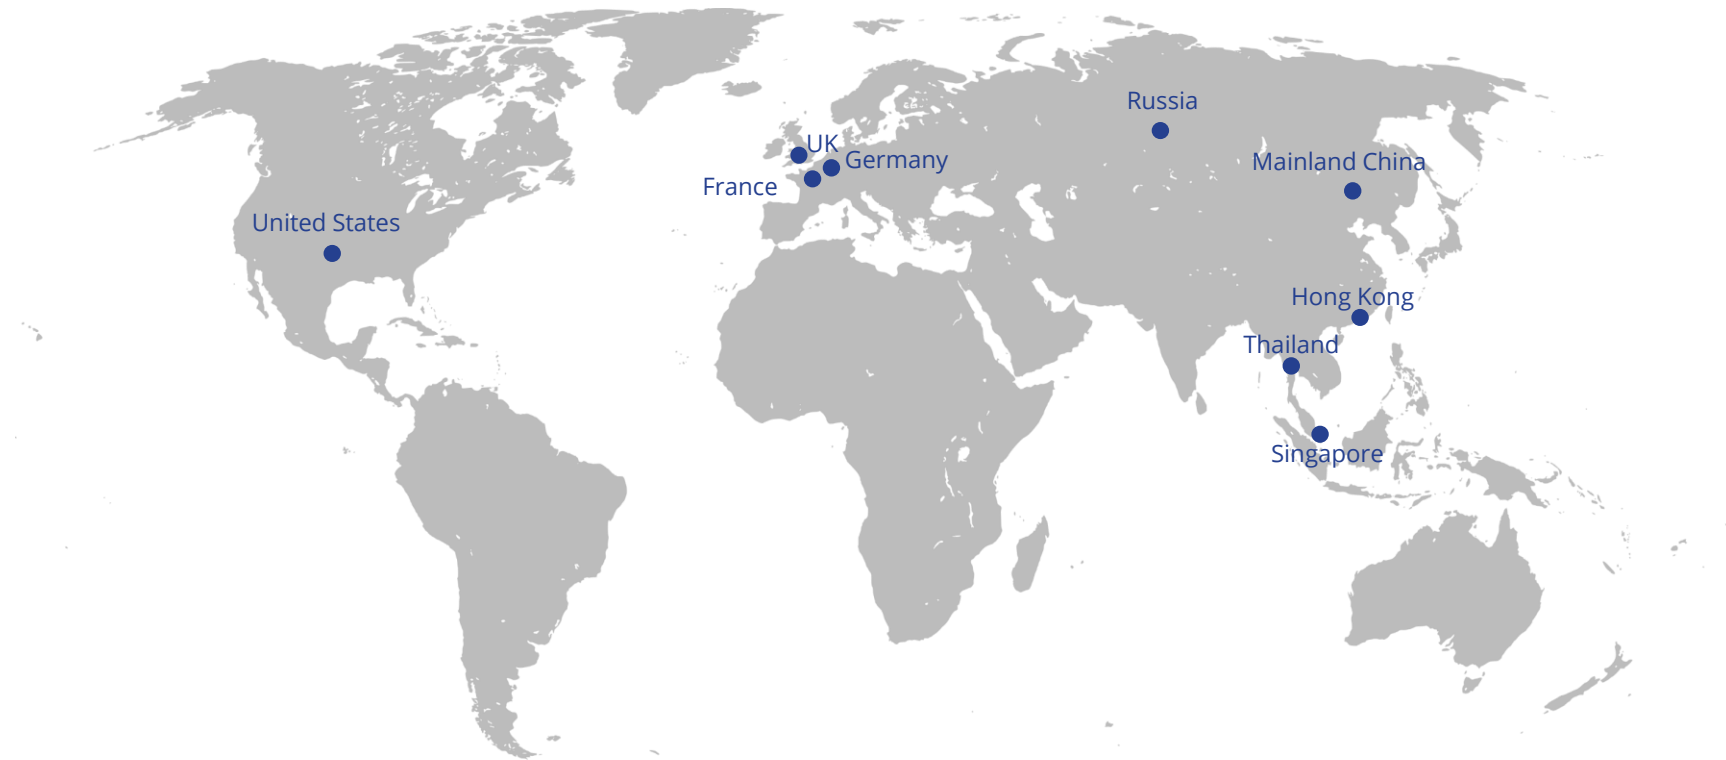 Russia
UK
Germany
Mainland China
France
United States
Hong Kong
Thailand
Singapore